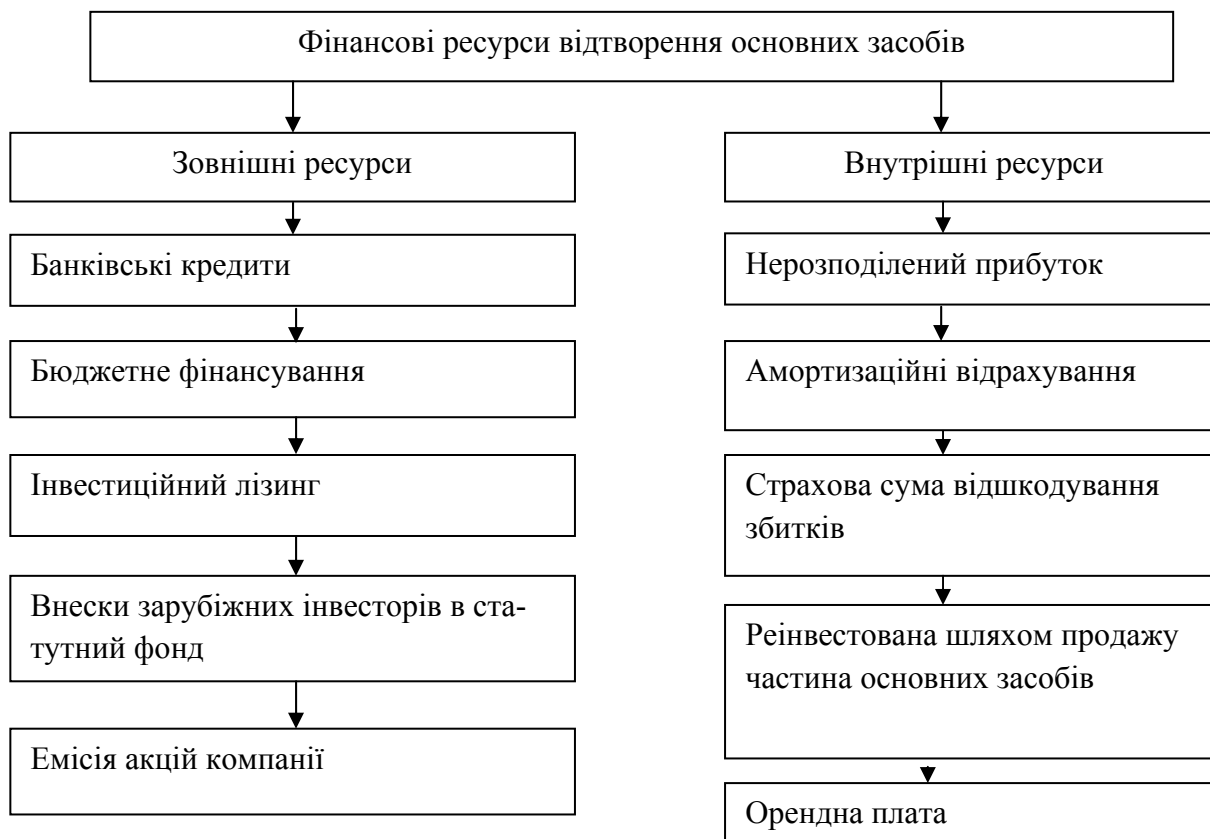 Фінансові ресурси відтворення основних засобів
Зовнішні ресурси
Банківські кредити
Бюджетне фінансування
Інвестиційний лізинг
Внески зарубіжних інвесторів в ста-
тутний фонд
Емісія акцій компанії
Внутрішні ресурси
Нерозподілений прибуток
Амортизаційні відрахування
Страхова сума відшкодування
збитків
Реінвестована шляхом продажу
частина основних засобів
Орендна плата